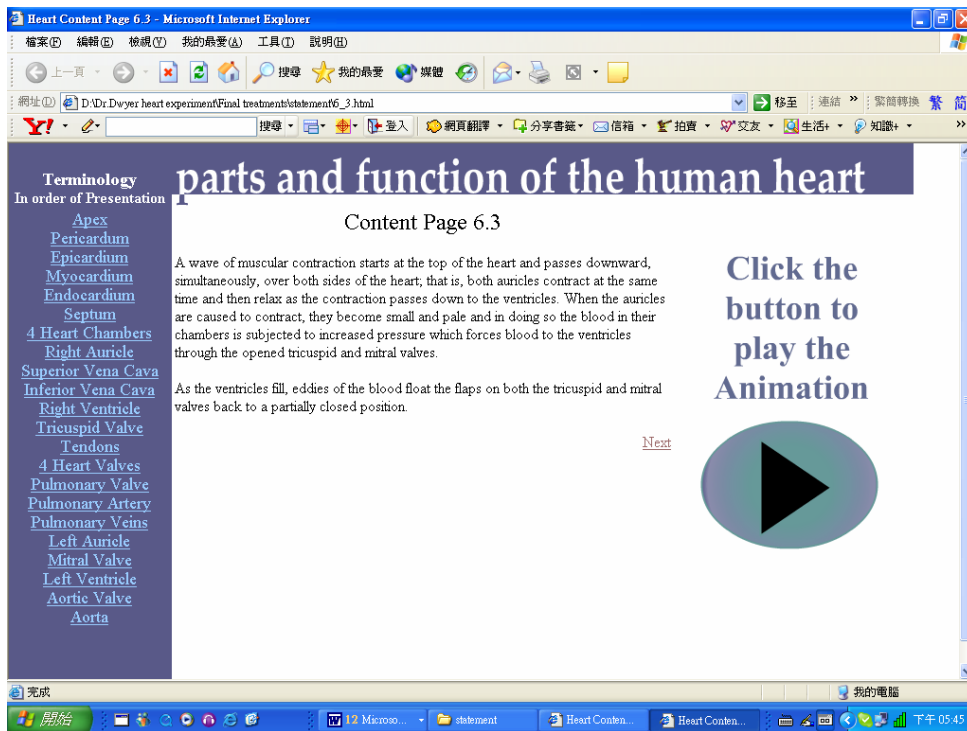 Heart Content Page 6.3 - Microsoft Internet Explorer
檔案(F) 編輯(E) 檢視(V) 我的最愛(A) 工具(T) 說明(H)
上一頁 搜尋 我的最愛 媒體
網址(D) D:\Dr.Dwyer heart experiment\Final treatments\statement\6_3.html 移至 連結 » 繁簡轉換 繁 簡
Y! 搜尋 登入 網頁翻譯 分享書籤 信箱 拍賣 交友 生活+ 知識+ »
parts and function of the human heart
Terminology
In order of Presentation
Apex
Pericardum
Epicardium
Myocardium
Endocardium
Septum
4 Heart Chambers
Right Auricle
Superior Vena Cava
Inferior Vena Cava
Right Ventricle
Tricuspid Valve
Tendons
4 Heart Valves
Pulmonary Valve
Pulmonary Artery
Pulmonary Veins
Left Auricle
Mitral Valve
Left Ventricle
Aortic Valve
Aorta
Content Page 6.3
A wave of muscular contraction starts at the top of the heart and passes downward,
simultaneously, over both sides of the heart; that is, both auricles contract at the same
time and then relax as the contraction passes down to the ventricles. When the auricles
are caused to contract, they become small and pale and in doing so the blood in their
chambers is subjected to increased pressure which forces blood to the ventricles
through the opened tricuspid and mitral valves.
As the ventricles fill, eddies of the blood float the flaps on both the tricuspid and mitral
valves back to a partially closed position.
Next
Click the
button to
play the
Animation
完成 我的電腦
開始 12 Microso... statement Heart Conten... Heart Conten... 下午 05:45